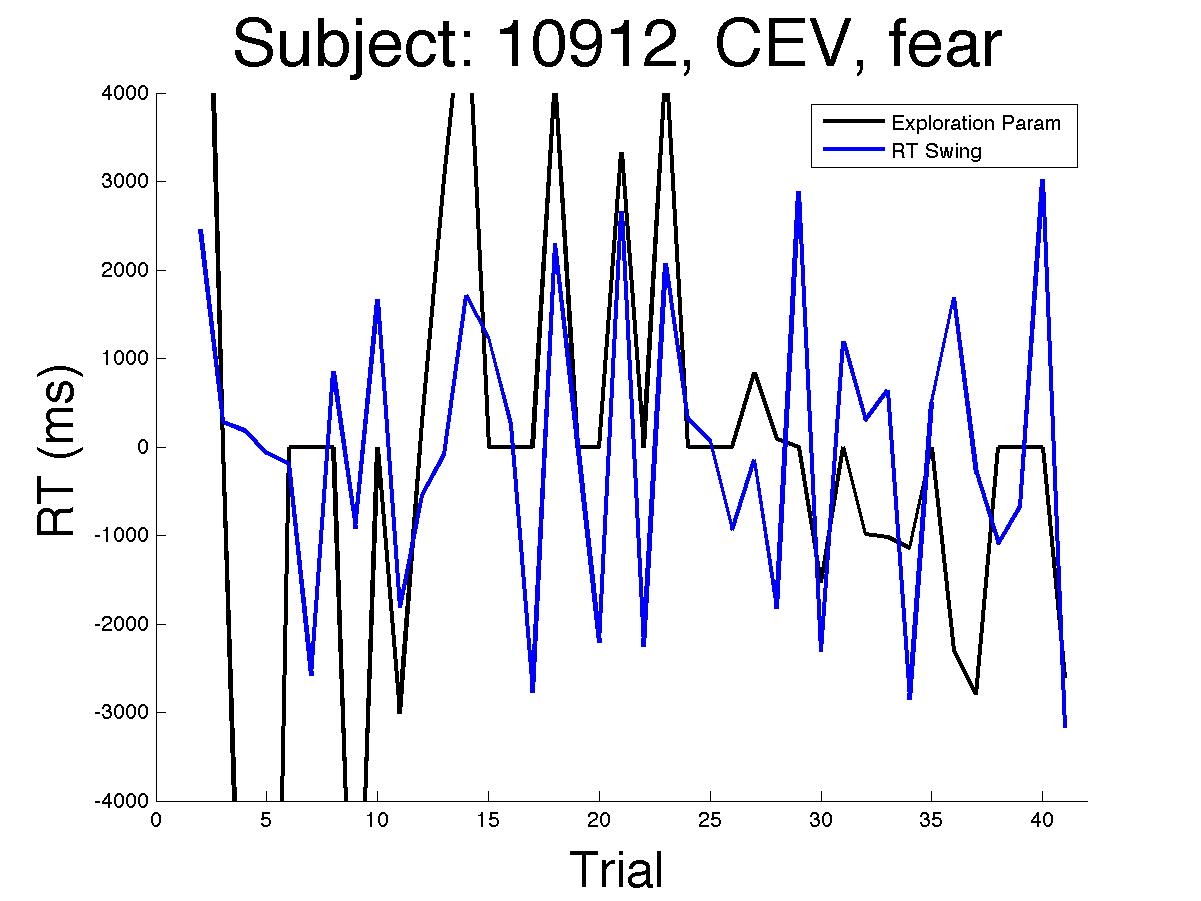 Subject: 10912, CEV, fear
4000
3000
2000
1000
0
-1000
-2000
-3000
-4000
RT (ms)
Exploration Param
RT Swing
0 5 10 15 20 25 30 35 40
Trial